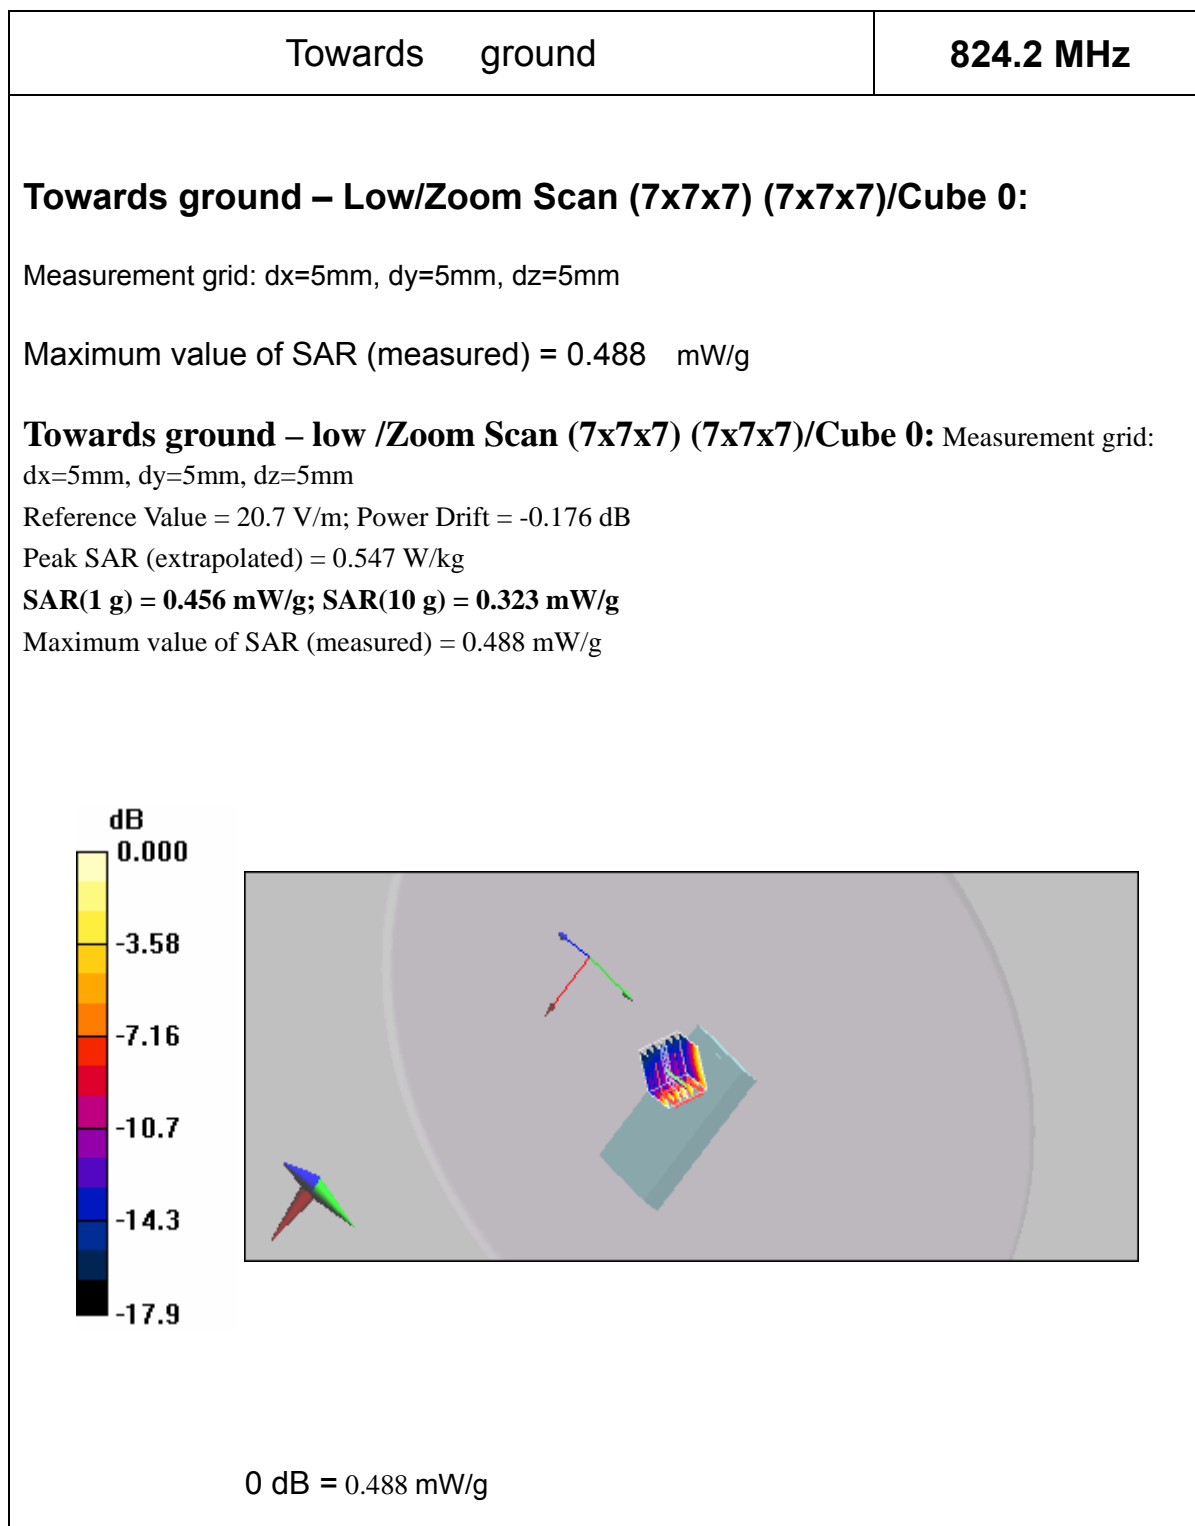 Towards ground
824.2 MHz
Towards ground – Low/Zoom Scan (7x7x7) (7x7x7)/Cube 0:
Measurement grid: dx=5mm, dy=5mm, dz=5mm
Maximum value of SAR (measured) = 0.488 mW/g
Towards ground – low /Zoom Scan (7x7x7) (7x7x7)/Cube 0: Measurement grid:
dx=5mm, dy=5mm, dz=5mm
Reference Value = 20.7 V/m; Power Drift = -0.176 dB
Peak SAR (extrapolated) = 0.547 W/kg
SAR(1 g) = 0.456 mW/g; SAR(10 g) = 0.323 mW/g
Maximum value of SAR (measured) = 0.488 mW/g
dB
0.000
-3.58
-7.16
-10.7
-14.3
-17.9
0 dB = 0.488 mW/g